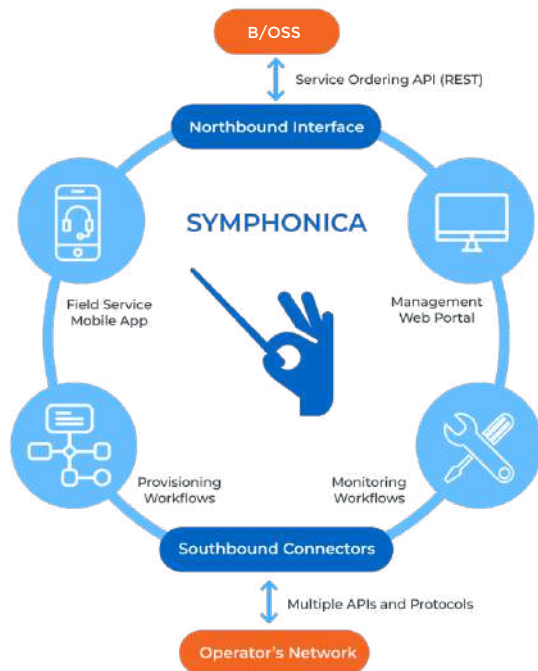 B/OSS
Service Ordering API (REST)
Northbound Interface
SYMPHONICA
Field Service
Mobile App
Management
Web Portal
Provisioning
Workflows
Monitoring
Workflows
Southbound Connectors
Multiple APIs and Protocols
Operator's Network